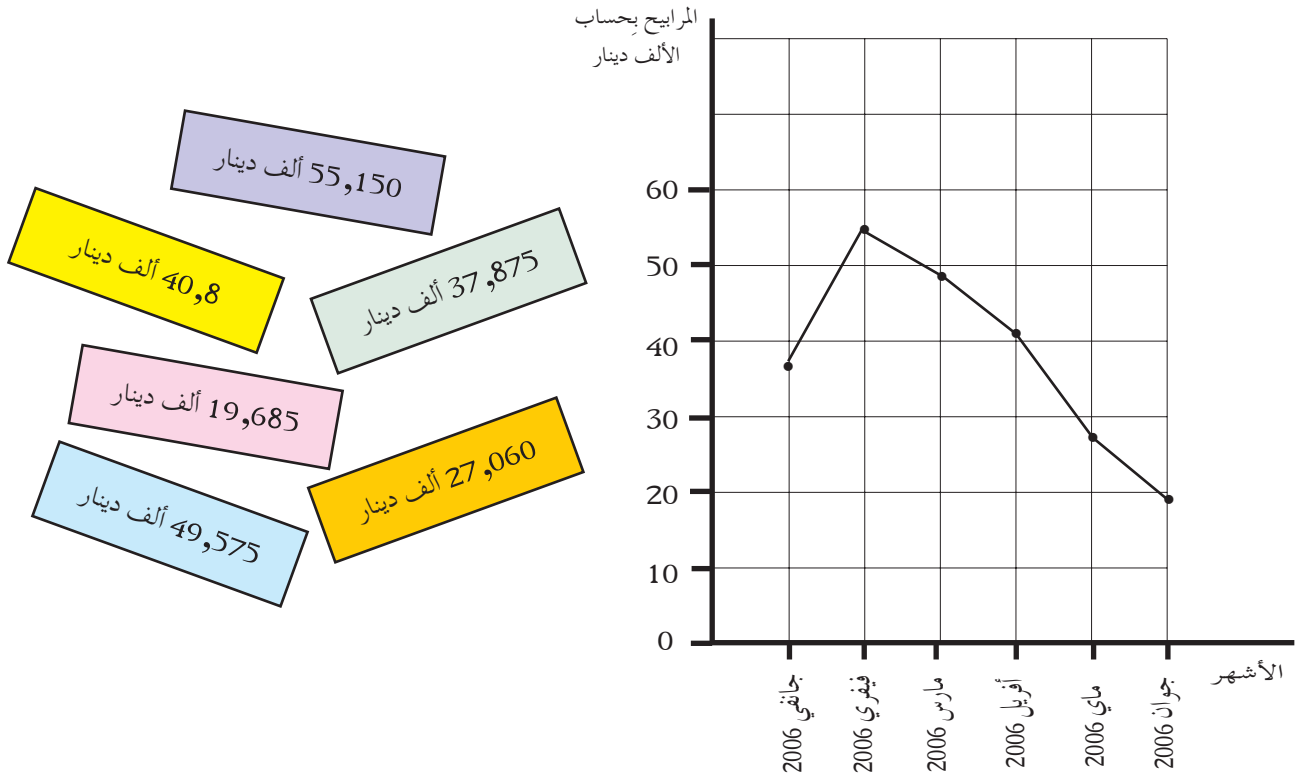 المرابيح بِحساب
الألف دينار
55,150 ألف دينار
40,8 ألف دينار
37,875 ألف دينار
19,685 ألف دينار
27,060 ألف دينار
49,575 ألف دينار
60
50
40
30
20
10
0
جانفي 2006
فيفري 2006
مارس 2006
أفريل 2006
ماي 2006
جوان 2006
الأشهر